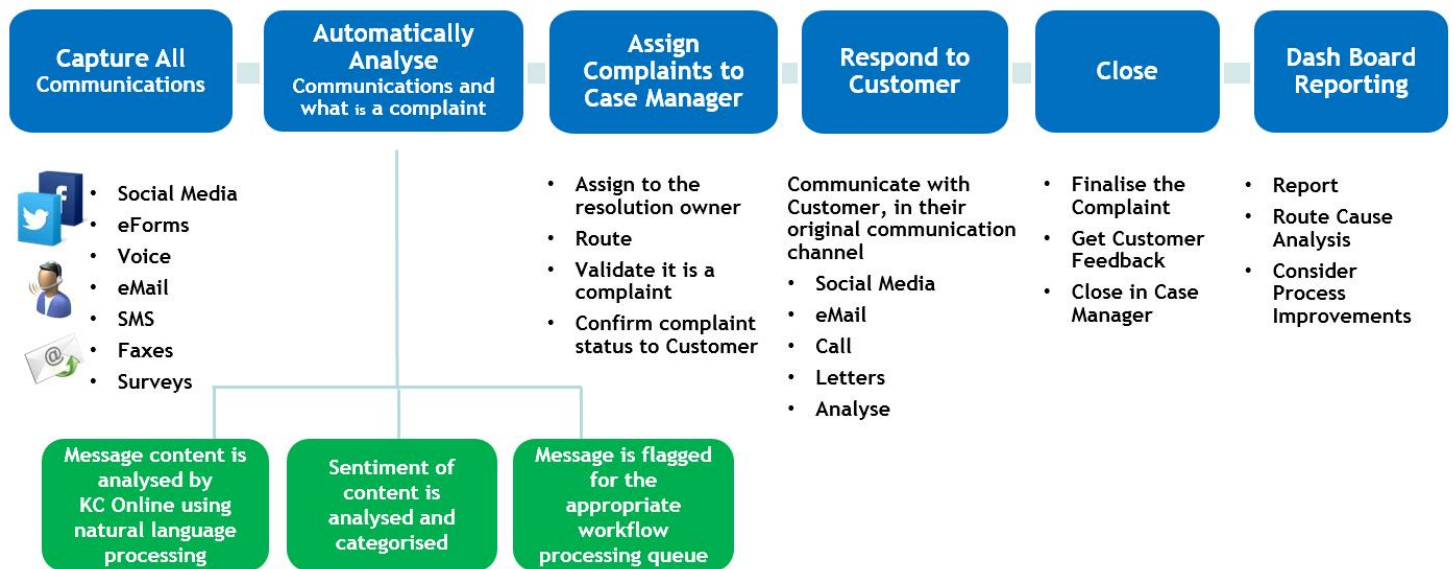 Capture All
Communications
Automatically
Analyse
Communications and
what is a complaint
Assign
Complaints to
Case Manager
Respond to
Customer
Close
Dash Board
Reporting
• Social Media
• eForms
• Voice
• eMail
• SMS
• Faxes
• Surveys
• Assign to the
resolution owner
• Route
• Validate it is a
complaint
• Confirm complaint
status to Customer
Communicate with
Customer, in their
original communication
channel
• Social Media
• eMail
• Call
• Letters
• Analyse
• Finalise the
Complaint
• Get Customer
Feedback
• Close in Case
Manager
• Report
• Route Cause
Analysis
• Consider
Process
Improvements
Message content is
analysed by
KC Online using
natural language
processing
Sentiment of
content is
analysed and
categorised
Message is flagged
for the
appropriate
workflow
processing queue